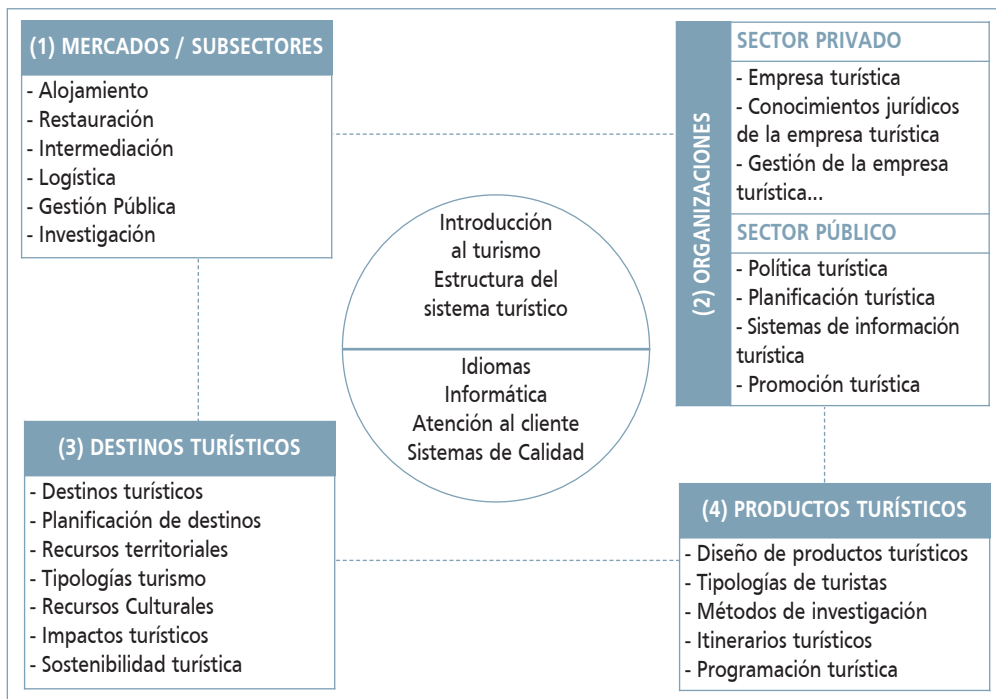 (1) MERCADOS / SUBSECTORES
- Alojamiento
- Restauración
- Intermediación
- Logística
- Gestión Pública
- Investigación
(2) ORGANIZACIONES
SECTOR PRIVADO
- Empresa turística
- Conocimientos jurídicos
de la empresa turística
- Gestión de la empresa
turística...
SECTOR PÚBLICO
- Política turística
- Planificación turística
- Sistemas de información
turística
- Promoción turística
Introducción
al turismo
Estructura del
sistema turístico
Idiomas
Informática
Atención al cliente
Sistemas de Calidad
(3) DESTINOS TURÍSTICOS
- Destinos turísticos
- Planificación de destinos
- Recursos territoriales
- Tipologías turismo
- Recursos Culturales
- Impactos turísticos
- Sostenibilidad turística
(4) PRODUCTOS TURÍSTICOS
- Diseño de productos turísticos
- Tipologías de turistas
- Métodos de investigación
- Itinerarios turísticos
- Programación turística